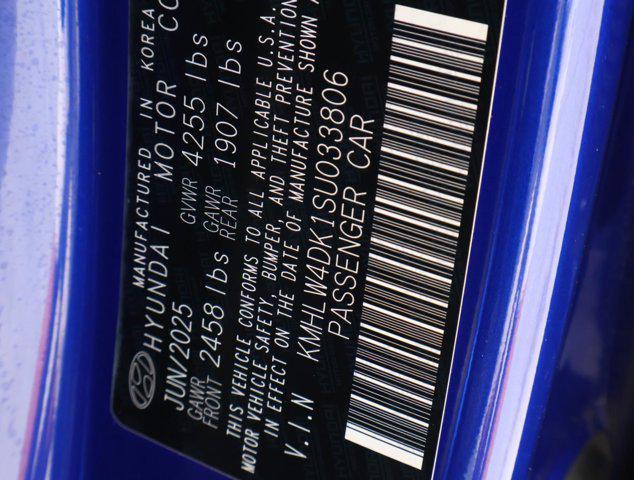 MANUFACTURED IN KOREA
HYUNDAI MOTOR CO
JUN/2025 GVWR 4255 lbs
GAWR FRONT 2458 lbs GAWR REAR 1907 lbs
THIS VEHICLE CONFORMS TO ALL APPLICABLE U.S.A.
MOTOR VEHICLE SAFETY, BUMPER, AND THEFT PREVENTION
IN EFFECT ON THE DATE OF MANUFACTURE SHOWN
V.I.N KMHLW4DK1SU033806
PASSENGER CAR